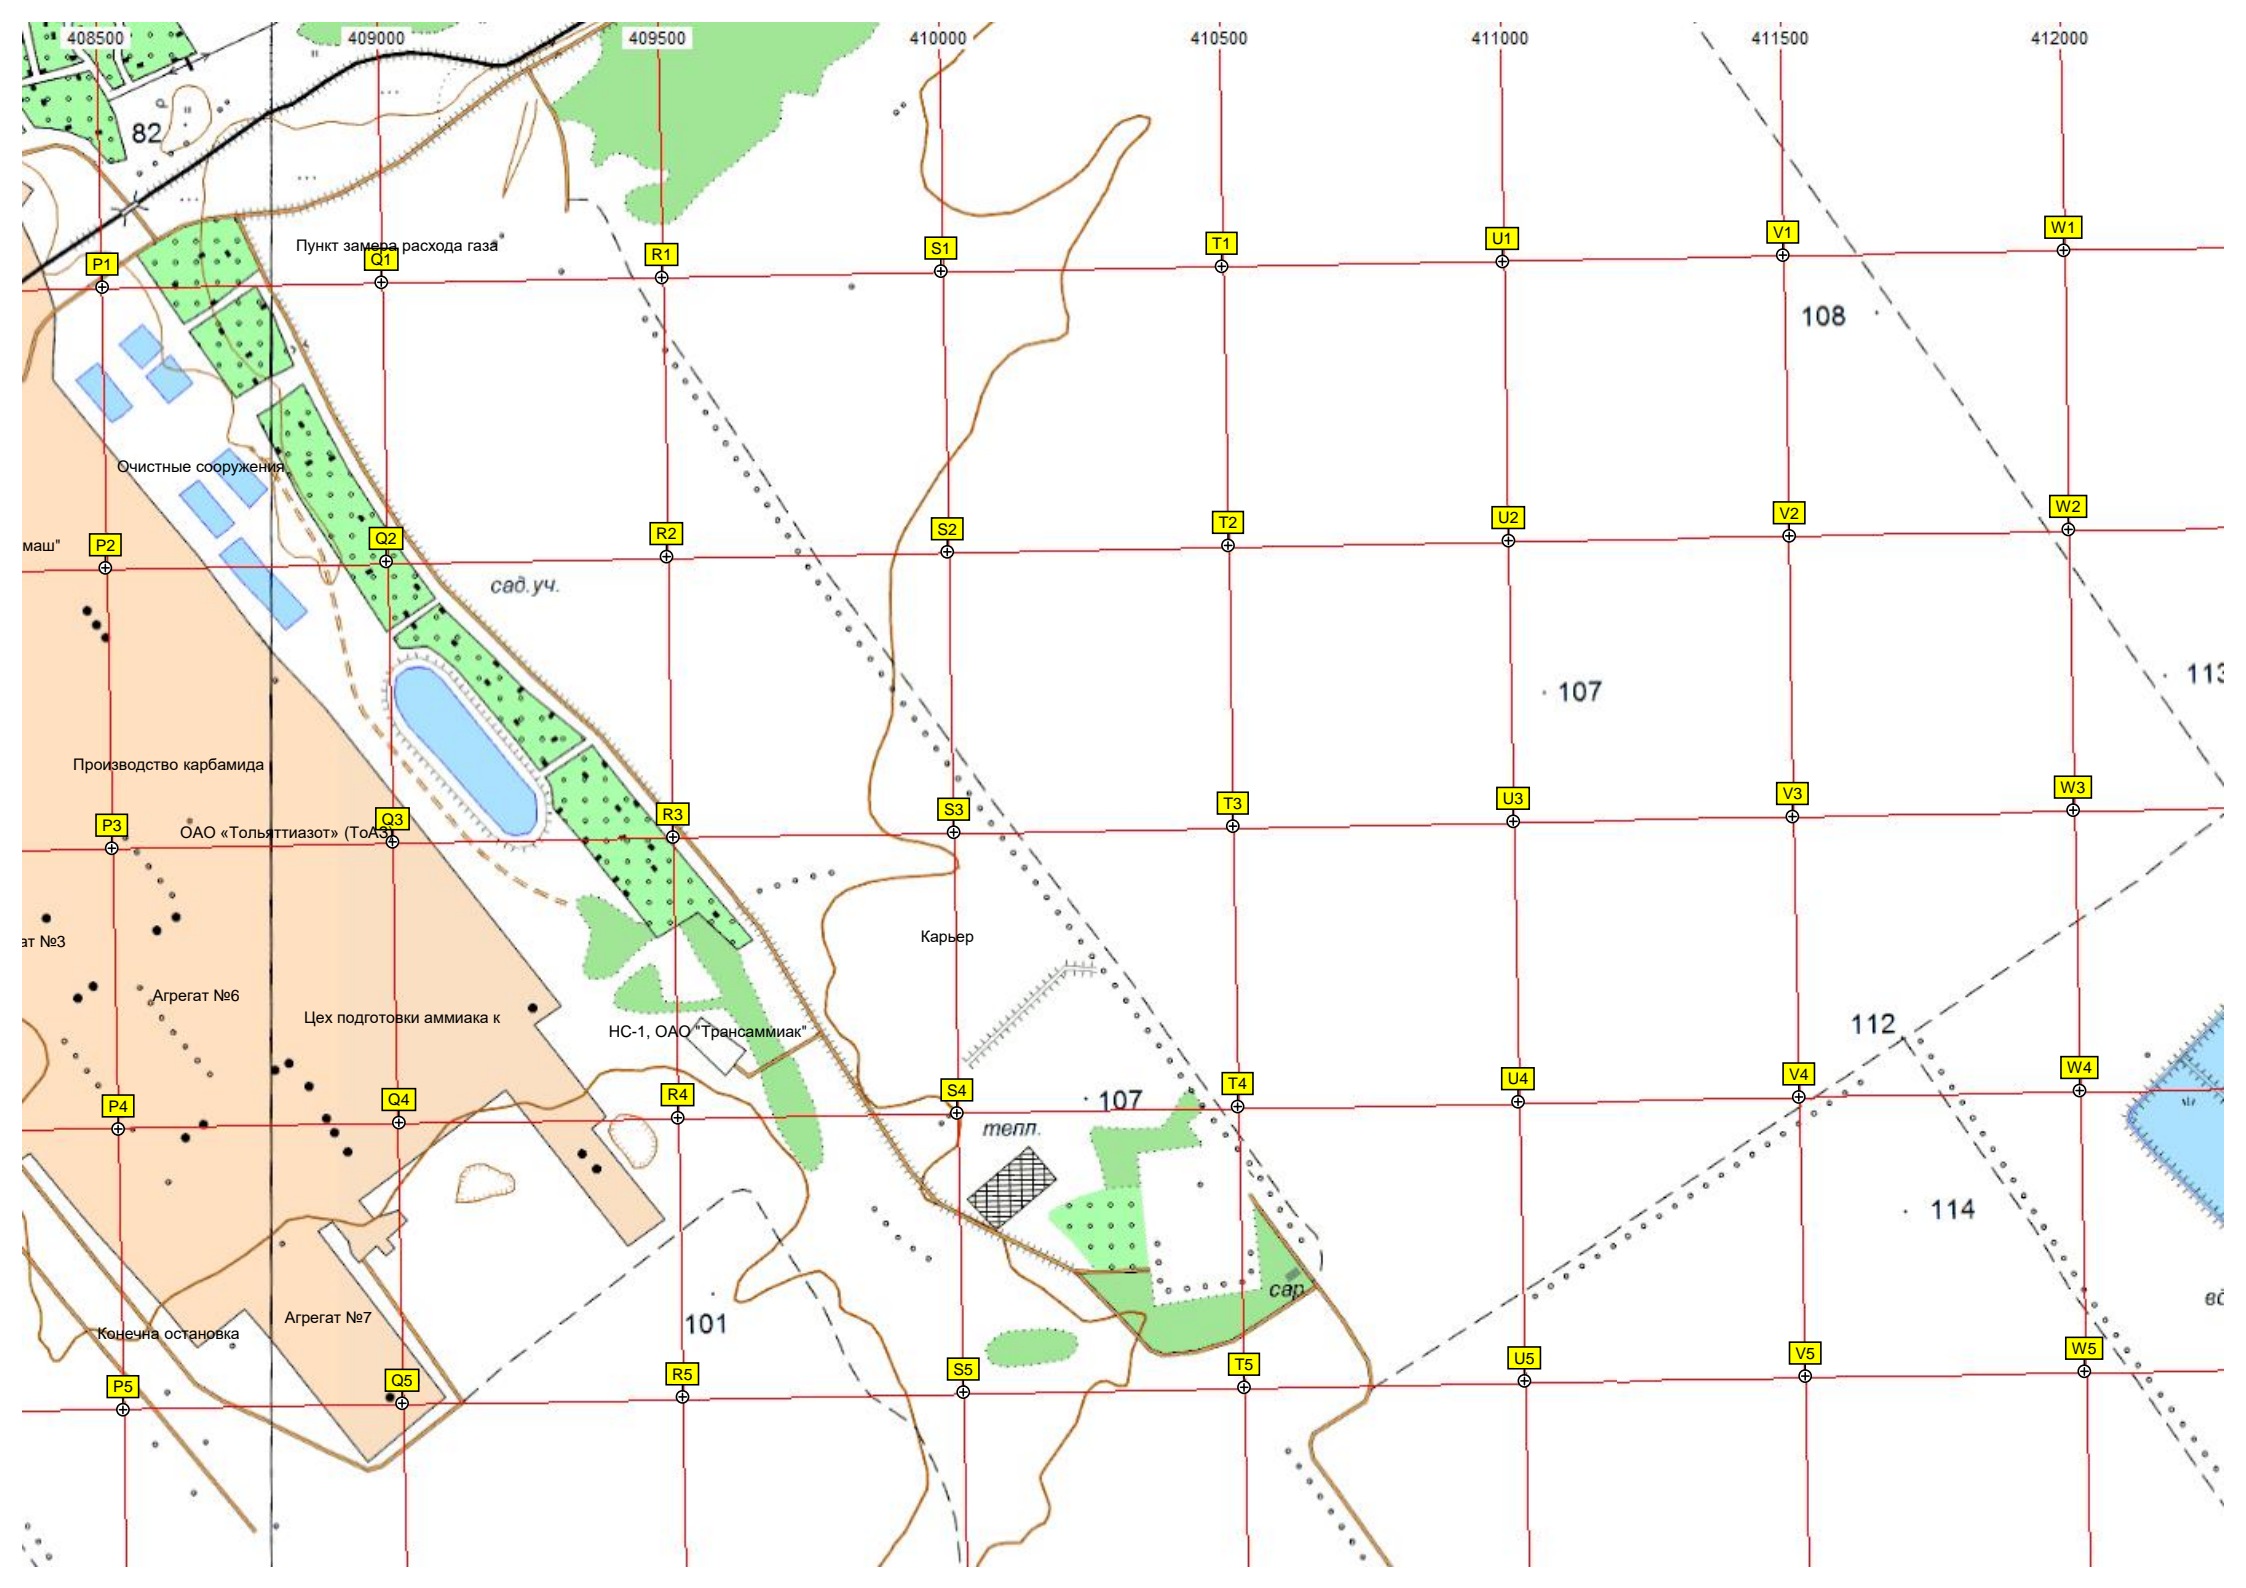 408500 409000 409500 410000 410500 411000 411500 412000
82
Пункт замера расхода газа
P1 Q1 R1 S1 T1 U1 V1 W1
108
Очистные сооружения
маш"
P2 Q2 R2 S2 T2 U2 V2 W2
сад.уч.
107
113
Производство карбамида
P3 Q3 R3 S3 T3 U3 V3 W3
ОАО «Тольяттиазот» (ТоАЗ)
ат №3
Карьер
Агрегат №6
Цех подготовки аммиака к
НС-1, ОАО "Трансаммиак"
112
P4 Q4 R4 S4 T4 U4 V4 W4
107
тепл.
114
сар
вд
Агрегат №7
101
Конечна остановка
P5 Q5 R5 S5 T5 U5 V5 W5